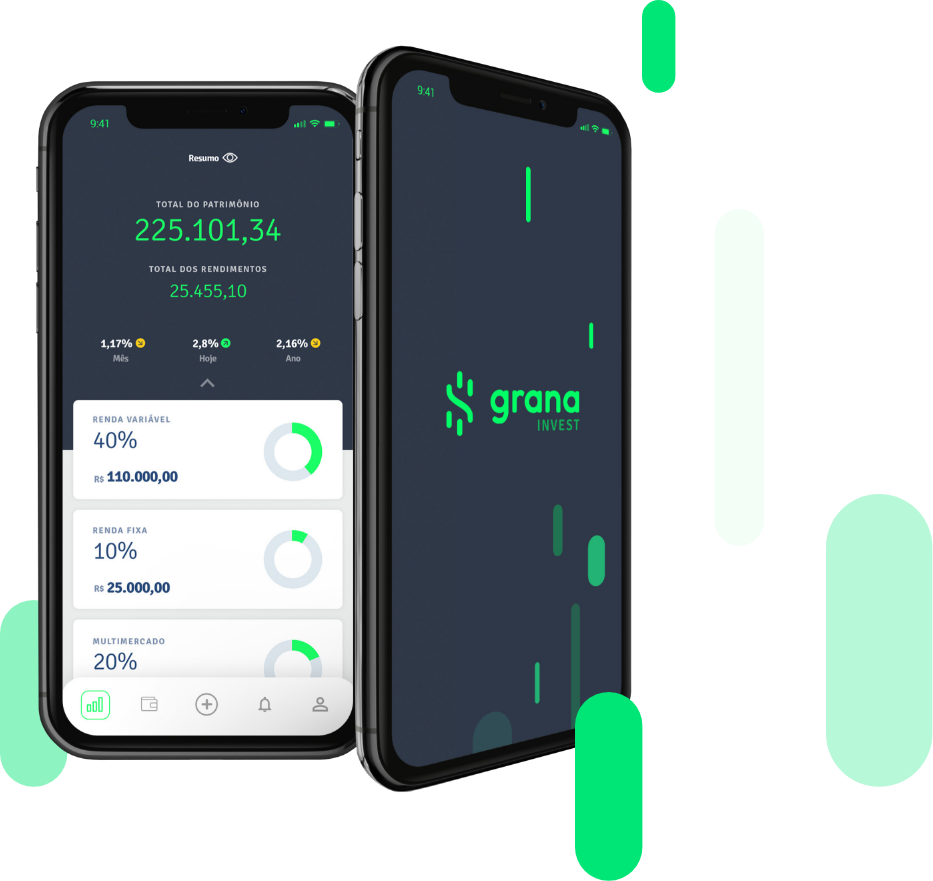 9:41
Resumo
TOTAL DO PATRIMÔNIO
225.101,34
TOTAL DOS RENDIMENTOS
25.455,10
1,17% 2,8% 2,16%
Mês Hoje Ano
RENDA VARIÁVEL
40%
R$ 110.000,00
RENDA FIXA
10%
R$ 25.000,00
MULTIMERCADO
20%
9:41
grana
INVEST